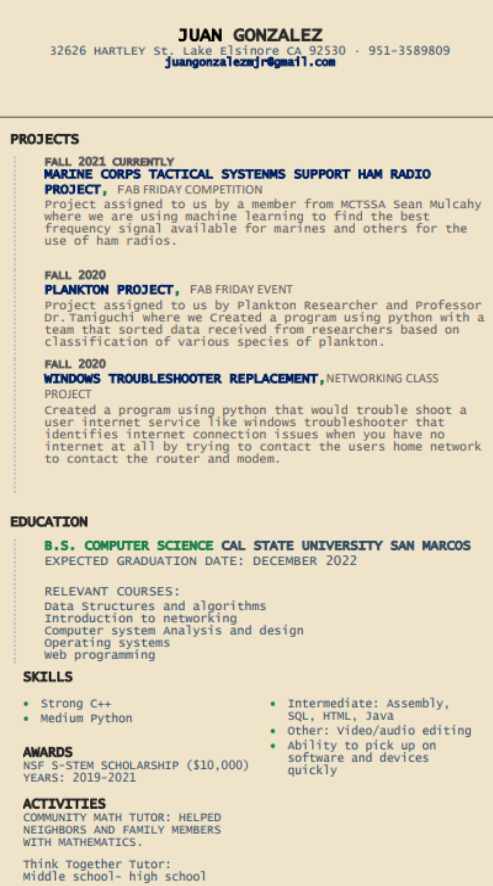 JUAN GONZALEZ
32626 HARTLEY St. Lake Elsinore CA 92530 · 951-3589809
juangonzalezmjr@gmail.com
PROJECTS
FALL 2021 CURRENTLY
MARINE CORPS TACTICAL SYSTENMS SUPPORT HAM RADIO
PROJECT, FAB FRIDAY COMPETITION
Project assigned to us by a member from MCTSSA Sean Mulcahy
where we are using machine learning to find the best
frequency signal available for marines and others for the
use of ham radios.
FALL 2020
PLANKTON PROJECT, FAB FRIDAY EVENT
Project assigned to us by Plankton Researcher and Professor
Dr. Taniguchi where we Created a program using python with a
team that sorted data received from researchers based on
classification of various species of plankton.
FALL 2020
WINDOWS TROUBLESHOOTER REPLACEMENT,NETWORKING CLASS
PROJECT
Created a program using python that would trouble shoot a
user internet service like windows troubleshooter that
identifies internet connection issues when you have no
internet at all by trying to contact the users home network
to contact the router and modem.
EDUCATION
B.S. COMPUTER SCIENCE CAL STATE UNIVERSITY SAN MARCOS
EXPECTED GRADUATION DATE: DECEMBER 2022
RELEVANT COURSES:
Data Structures and algorithms
Introduction to networking
Computer system Analysis and design
Operating systems
Web programming
SKILLS
• Strong C++
• Medium Python
• Intermediate: Assembly,
SQL, HTML, Java
• Other: Video/audio editing
• Ability to pick up on
software and devices
quickly
AWARDS
NSF S-STEM SCHOLARSHIP ($10,000)
YEARS: 2019-2021
ACTIVITIES
COMMUNITY MATH TUTOR: HELPED
NEIGHBORS AND FAMILY MEMBERS
WITH MATHEMATICS.
Think Together Tutor:
Middle school- high school